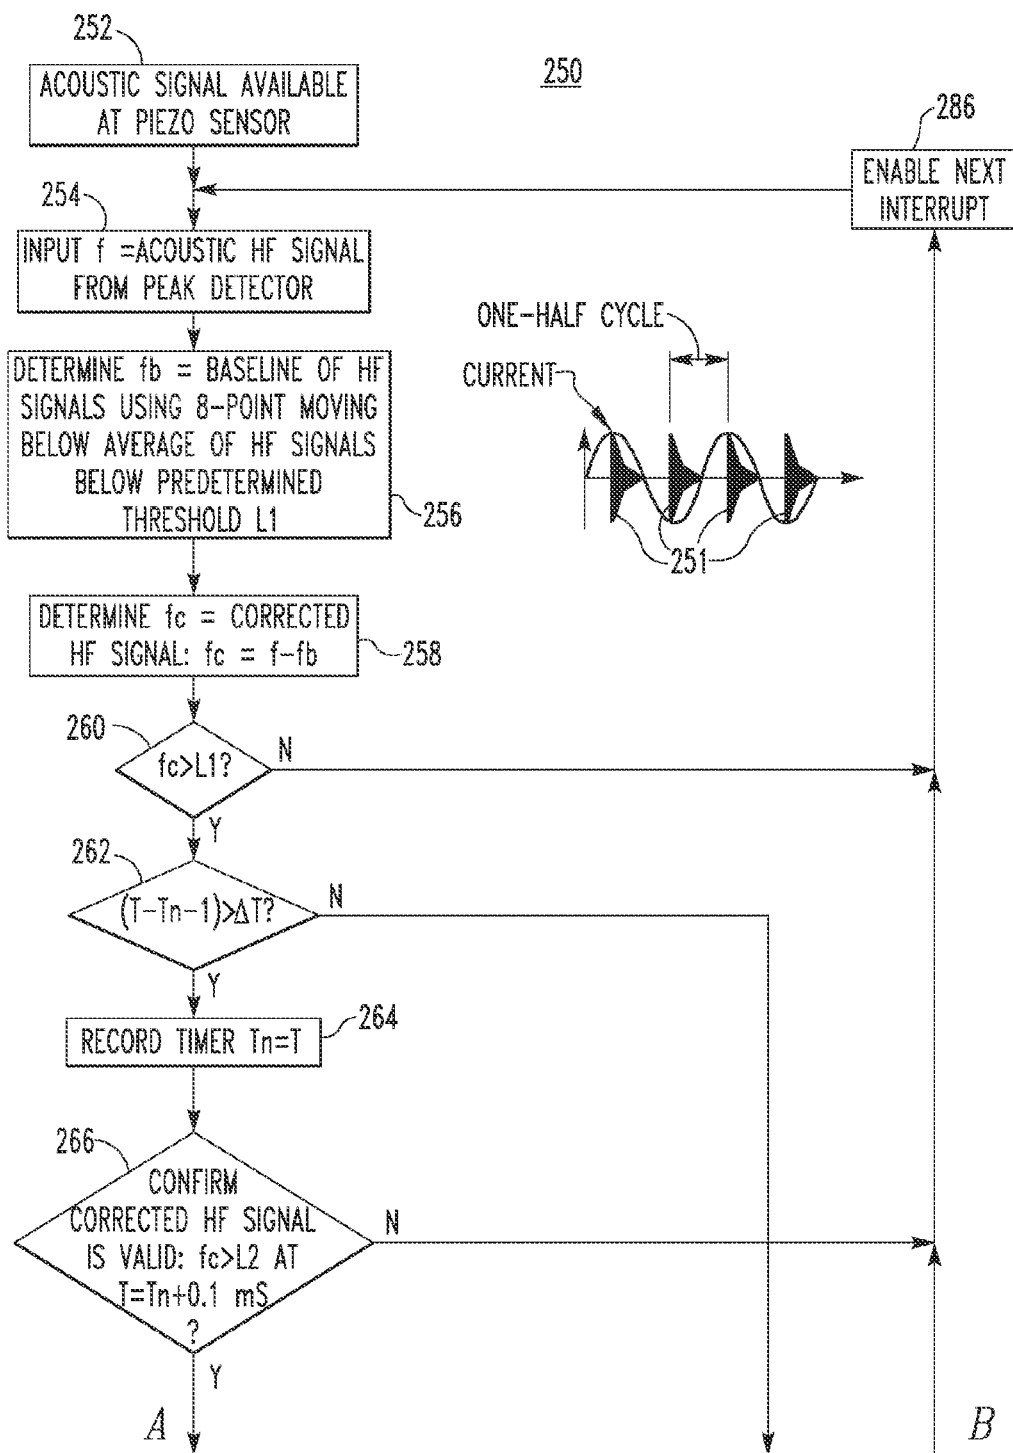 252
ACOUSTIC SIGNAL AVAILABLE
AT PIEZO SENSOR
250
286
ENABLE NEXT
INTERRUPT
254
INPUT f =ACOUSTIC HF SIGNAL
FROM PEAK DETECTOR
ONE-HALF CYCLE
CURRENT
251
DETERMINE fb = BASELINE OF HF
SIGNALS USING 8-POINT MOVING
BELOW AVERAGE OF HF SIGNALS
BELOW PREDETERMINED
THRESHOLD L1
256
DETERMINE fc = CORRECTED
HF SIGNAL: fc = f-fb
258
260
fc>L1?
N
Y
262
(T-Tn-1)>ΔT?
N
Y
264
RECORD TIMER Tn=T
266
CONFIRM
CORRECTED HF SIGNAL
IS VALID: fc>L2 AT
T=Tn+0.1 mS
?
N
Y
A
B